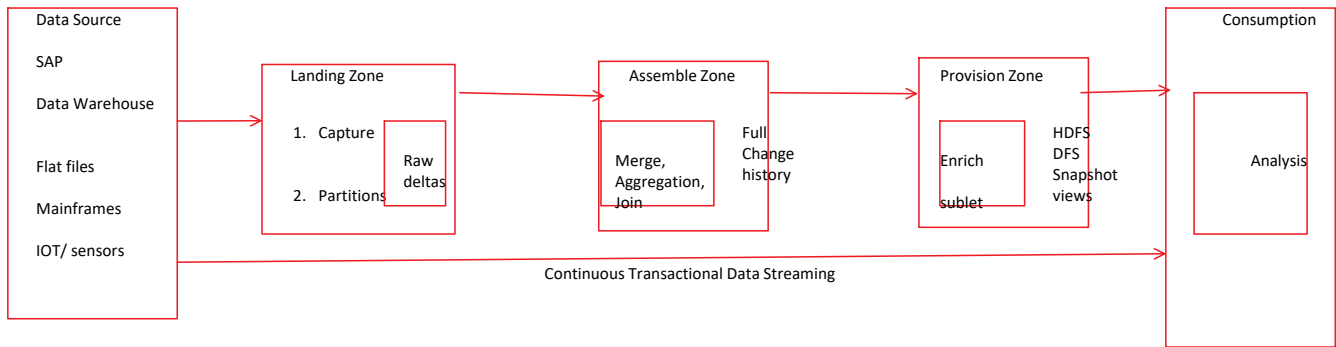 Data Source
SAP
Data Warehouse
Flat files
Mainframes
IOT/ sensors
Landing Zone
1. Capture
2. Partitions
Raw
deltas
Assemble Zone
Merge,
Aggregation,
Join
Full
Change
history
Provision Zone
Enrich
sublet
HDFS
DFS
Snapshot
views
Consumption
Analysis
Continuous Transactional Data Streaming